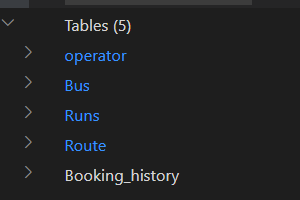 Tables (5)
operator
Bus
Runs
Route
Booking_history